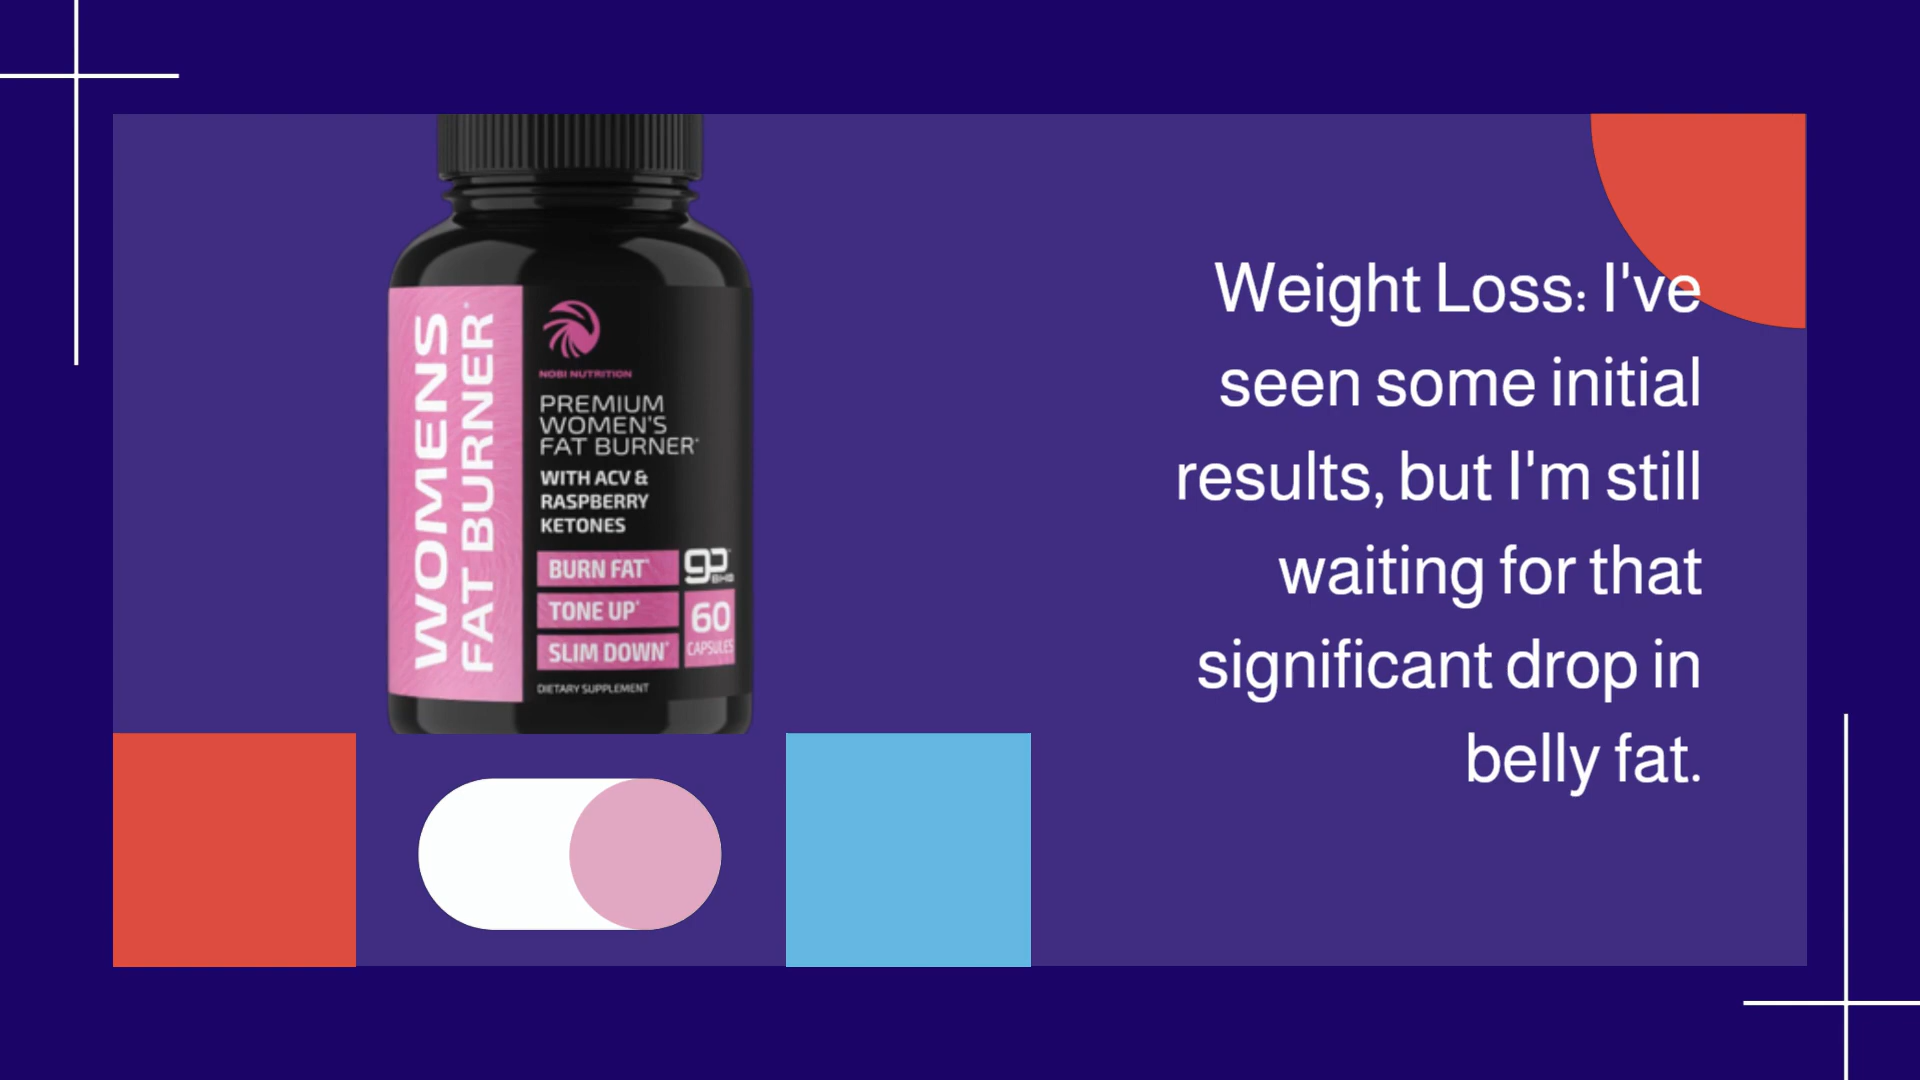 WOMENS
FAT BURNER*
NOBI NUTRITION
PREMIUM
WOMEN'S
FAT BURNER*
WITH ACV &
RASPBERRY
KETONES
BURN FAT*
TONE UP*
SLIM DOWN*
go
BHB
60
CAPSULES
DIETARY SUPPLEMENT
Weight Loss: I've
seen some initial
results, but I'm still
waiting for that
significant drop in
belly fat.